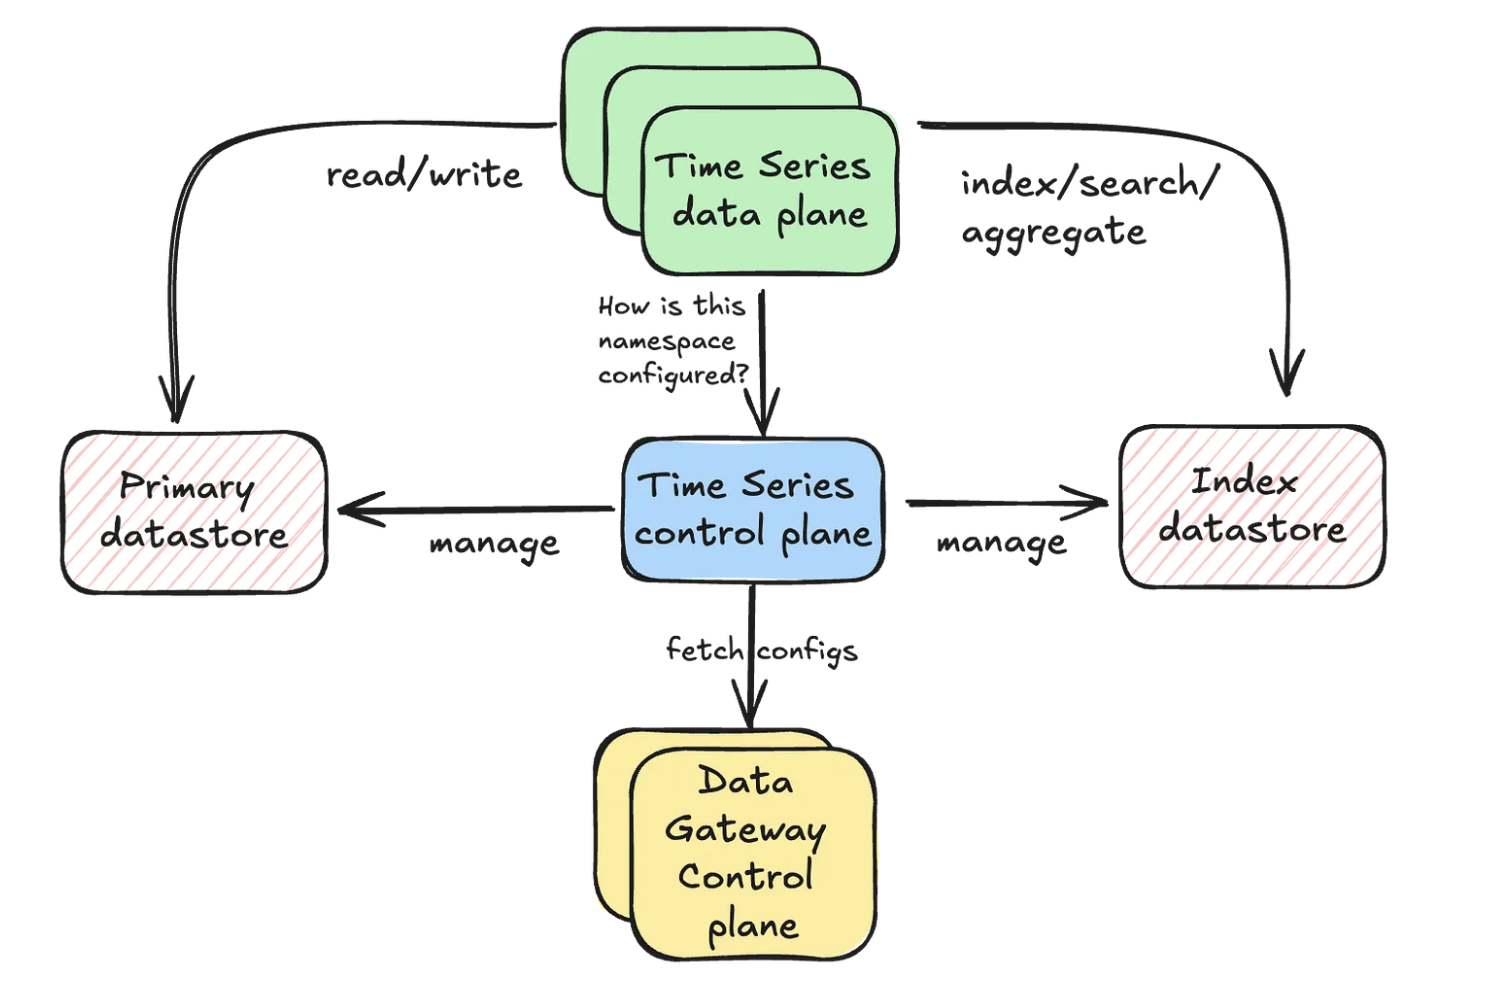 Time Series
data plane
read/write
index/search/
aggregate
How is this
namespace
configured?
Primary
datastore
Time Series
control plane
Index
datastore
manage
manage
fetch configs
Data
Gateway
Control
plane